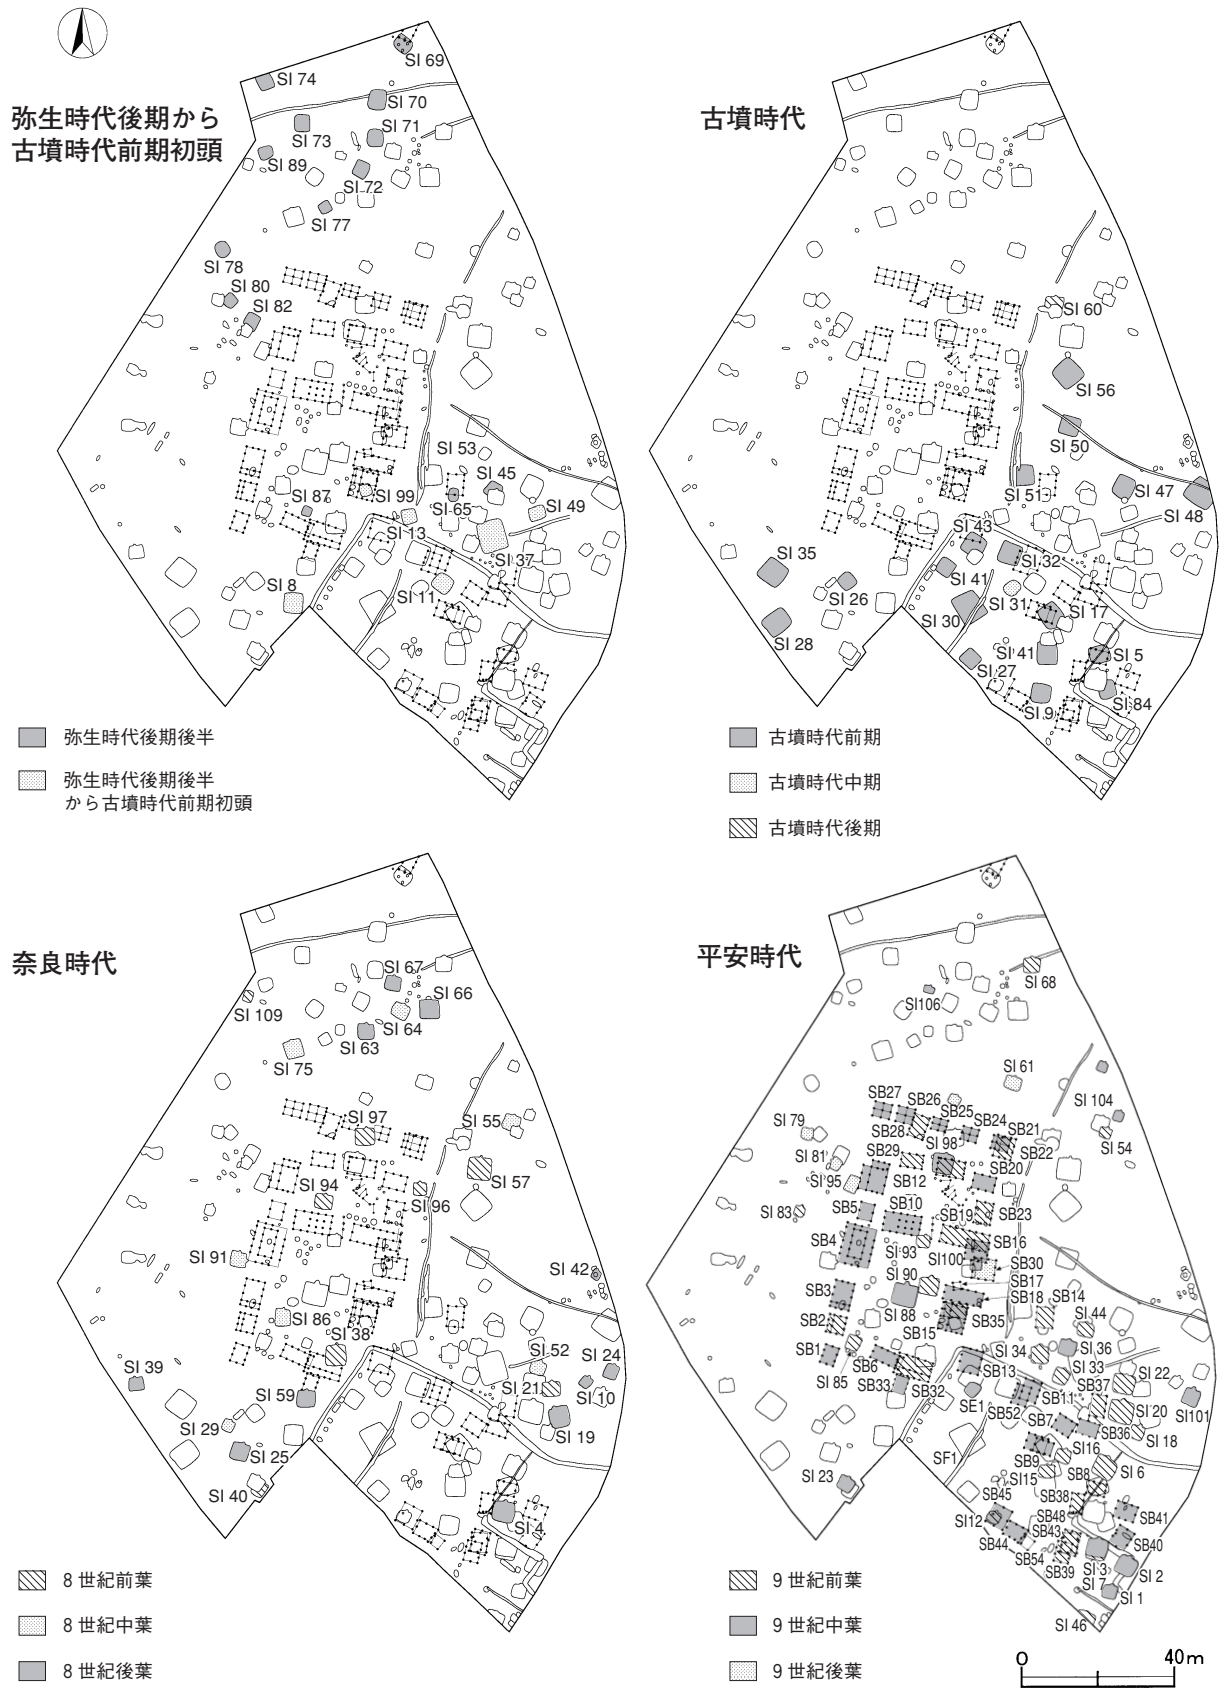 弥生時代後期から
古墳時代前期初頭
SI 69
SI 74
SI 70
SI 73
SI 71
SI 89
SI 72
SI 77
SI 78
SI 80
SI 82
SI 53
SI 45
SI 87
SI 99
SI 65
SI 49
SI 13
SI 37
SI 8
SI 11
弥生時代後期後半
弥生時代後期後半
から古墳時代前期初頭
古墳時代
SI 60
SI 56
SI 50
SI 51
SI 47
SI 48
SI 43
SI 35
SI 32
SI 41
SI 26
SI 31
SI 30
SI 17
SI 28
SI 41
SI 5
SI 27
SI 9
SI 84
古墳時代前期
古墳時代中期
古墳時代後期
奈良時代
SI 67
SI 66
SI 109
SI 64
SI 63
SI 75
SI 97
SI 55
SI 57
SI 94
SI 96
SI 91
SI 42
SI 86
SI 38
SI 52
SI 24
SI 39
SI 21
SI 10
SI 59
SI 29
SI 19
SI 25
SI 40
SI 4
8 世紀前葉
8 世紀中葉
8 世紀後葉
平安時代
SI 68
SI106
SI 61
SB27
SB26
SB25
SI 104
SB24
SI 79
SB28
SB21
SI 98
SI 54
SB29
SB22
SI 81
SB20
SI 95
SB12
SB10
SI 83
SB5
SB19
SB23
SB4
SB16
SI 93
SI100
SB30
SI 90
SB17
SB3
SB18
SB14
SI 88
SI 44
SB2
SB15
SB35
SB1
SI 34
SI 36
SB6
SB13
SI 33
SI 22
SI 85
SB33
SB32
SB37
SE1
SB11
SB52
SB7
SI 20
SI101
SB36
SI 18
SI16
SF1
SB9
SI 23
SI15
SB8
SI 6
SB45
SB38
SI12
SB48
SB41
SB43
SB44
SB40
SB54
SB39
SI 3
SI 2
SI 7
SI 1
SI 46
9 世紀前葉
9 世紀中葉
9 世紀後葉
0
40m